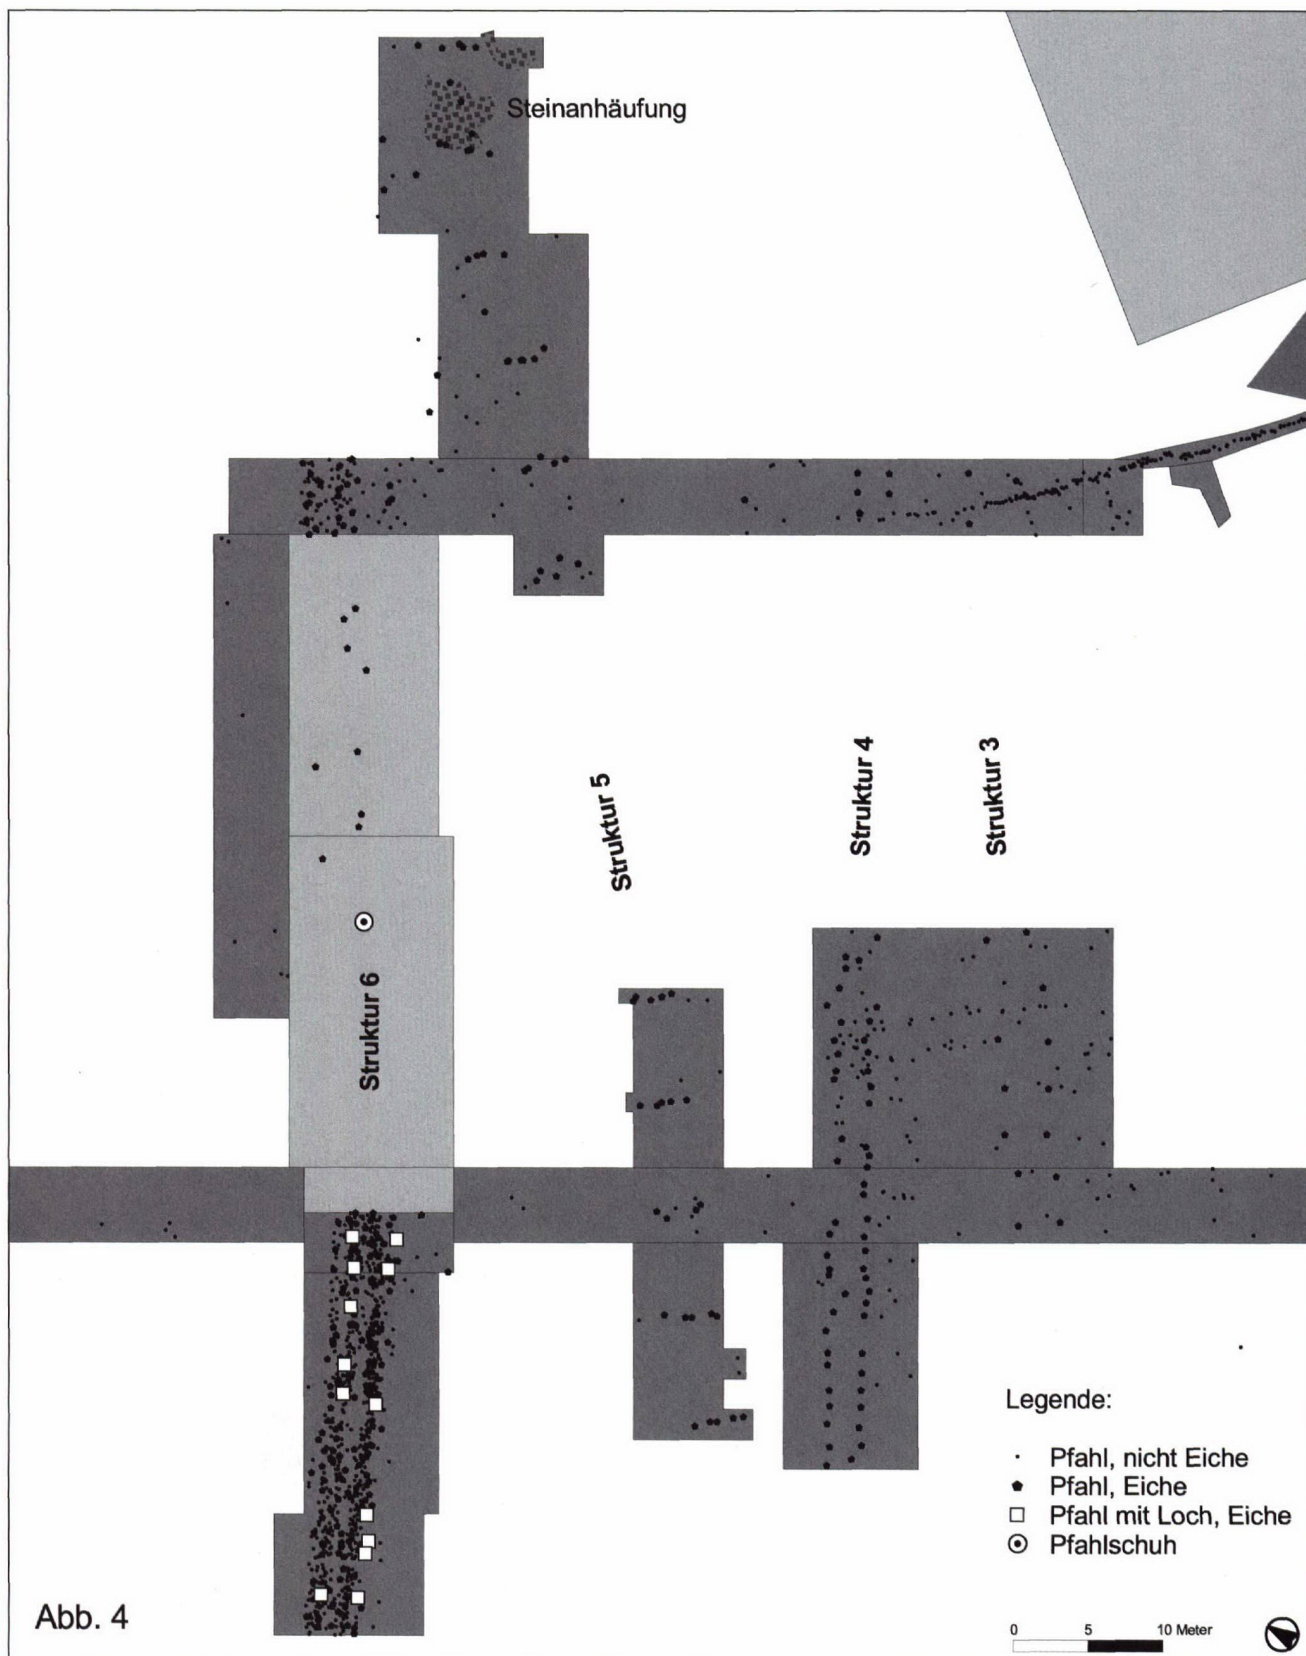 Steinanhäufung
Struktur 5
Struktur 4
Struktur 3
Struktur 6
Legende:
Pfahl, nicht Eiche
Pfahl, Eiche
Pfahl mit Loch, Eiche
Pfahlschuh
Abb. 4
0 5 10 Meter